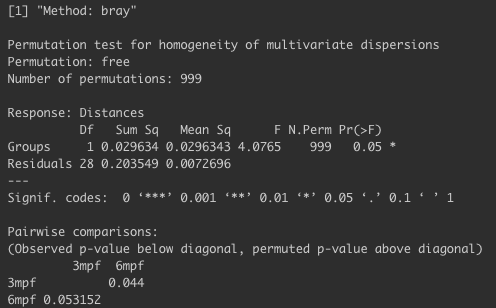 [1] "Method: bray"
Permutation test for homogeneity of multivariate dispersions
Permutation: free
Number of permutations: 999
Response: Distances
Df Sum Sq Mean Sq F N.Perm Pr(>F)
Groups 1 0.029634 0.0296343 4.0765 999 0.05 *
Residuals 28 0.203549 0.0072696
---
Signif. codes: 0 ‘***’ 0.001 ‘**’ 0.01 ‘*’ 0.05 ‘.’ 0.1 ‘ ’ 1
Pairwise comparisons:
(Observed p-value below diagonal, permuted p-value above diagonal)
3mpf 6mpf
3mpf 0.044
6mpf 0.053152